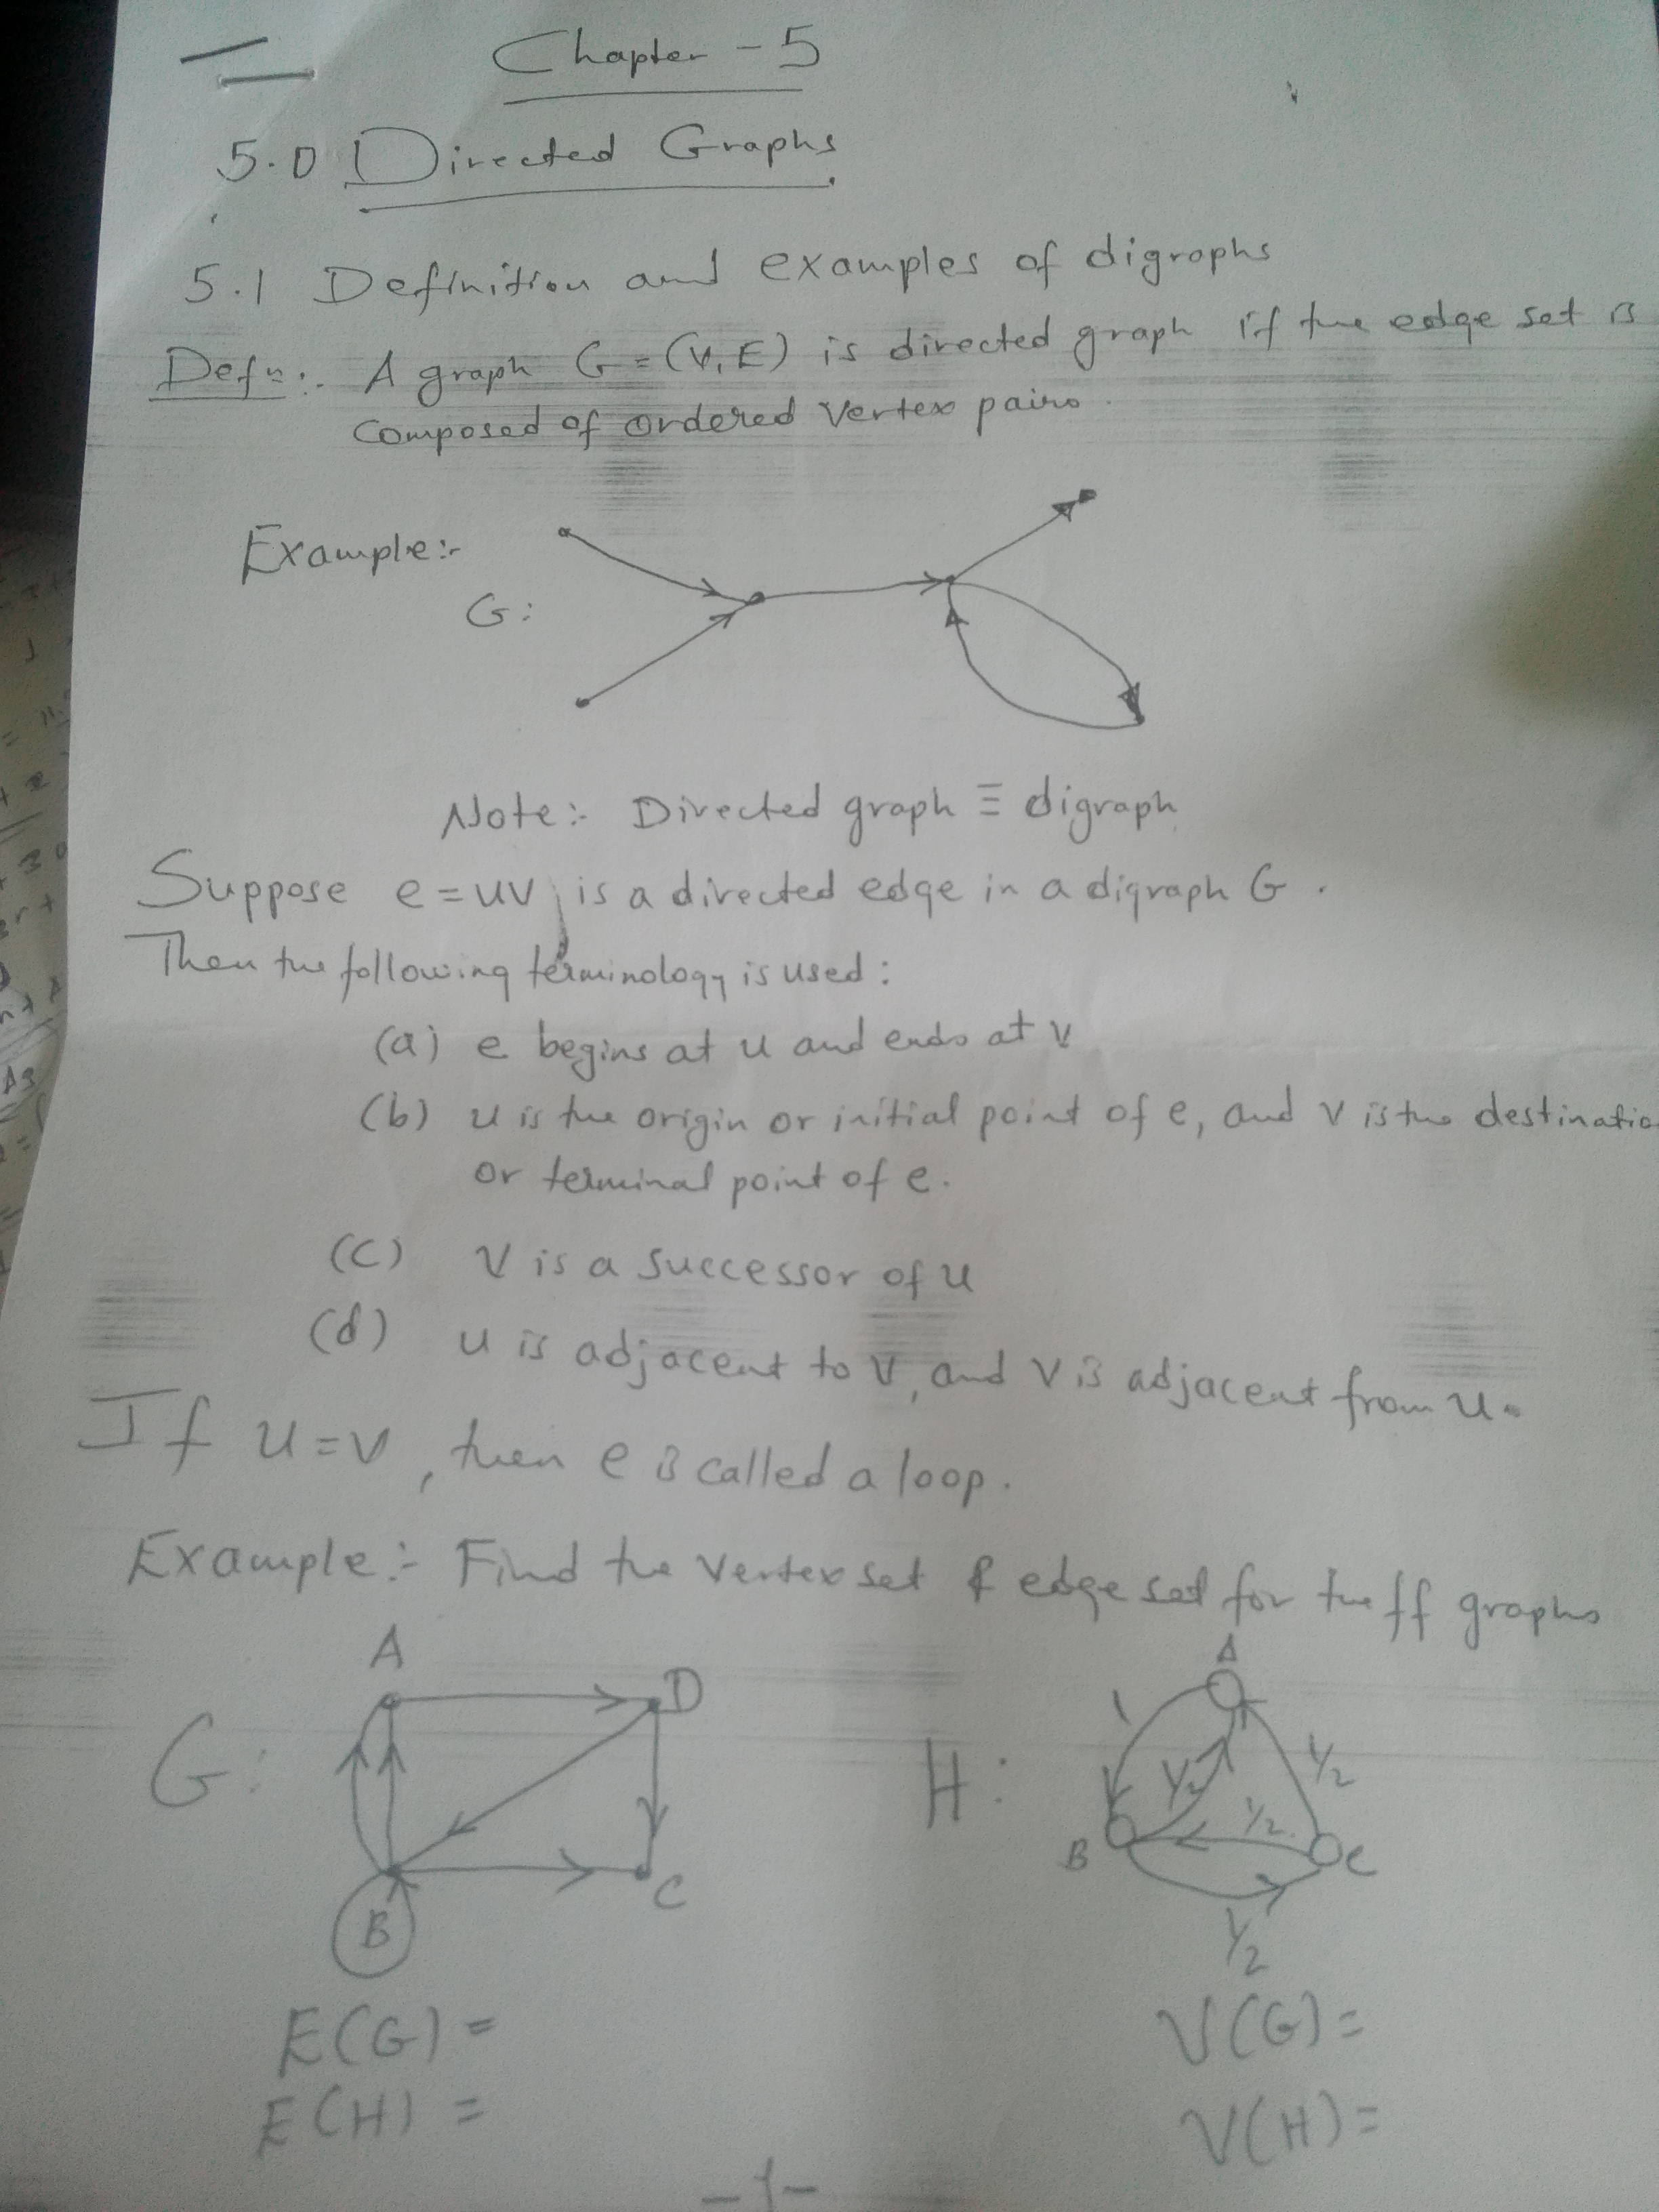 Chapter - 5
5.0 Directed Graphs
5.1 Definition and examples of digraphs
Defn:. A graph G = (V, E) is directed graph if the edge set is
composed of ordered vertex pairs.
Example:-
G:
Note:- Directed graph ≡ digraph
Suppose e = uv is a directed edge in a digraph G.
Then the following terminology is used:
(a) e begins at u and ends at v
(b) u is the origin or initial point of e, and v is the destinatio
or terminal point of e.
(c) V is a successor of u
(d) u is adjacent to v, and v is adjacent from u.
If u = v, then e is called a loop.
Example:- Find the vertex set & edge set for the ff graphs
A
D
G:
B
C
A
1
1/2
H:
1/2
1/2
B
C
1/2
E(G) =
V(G) =
E(H) =
V(H) =
-1-